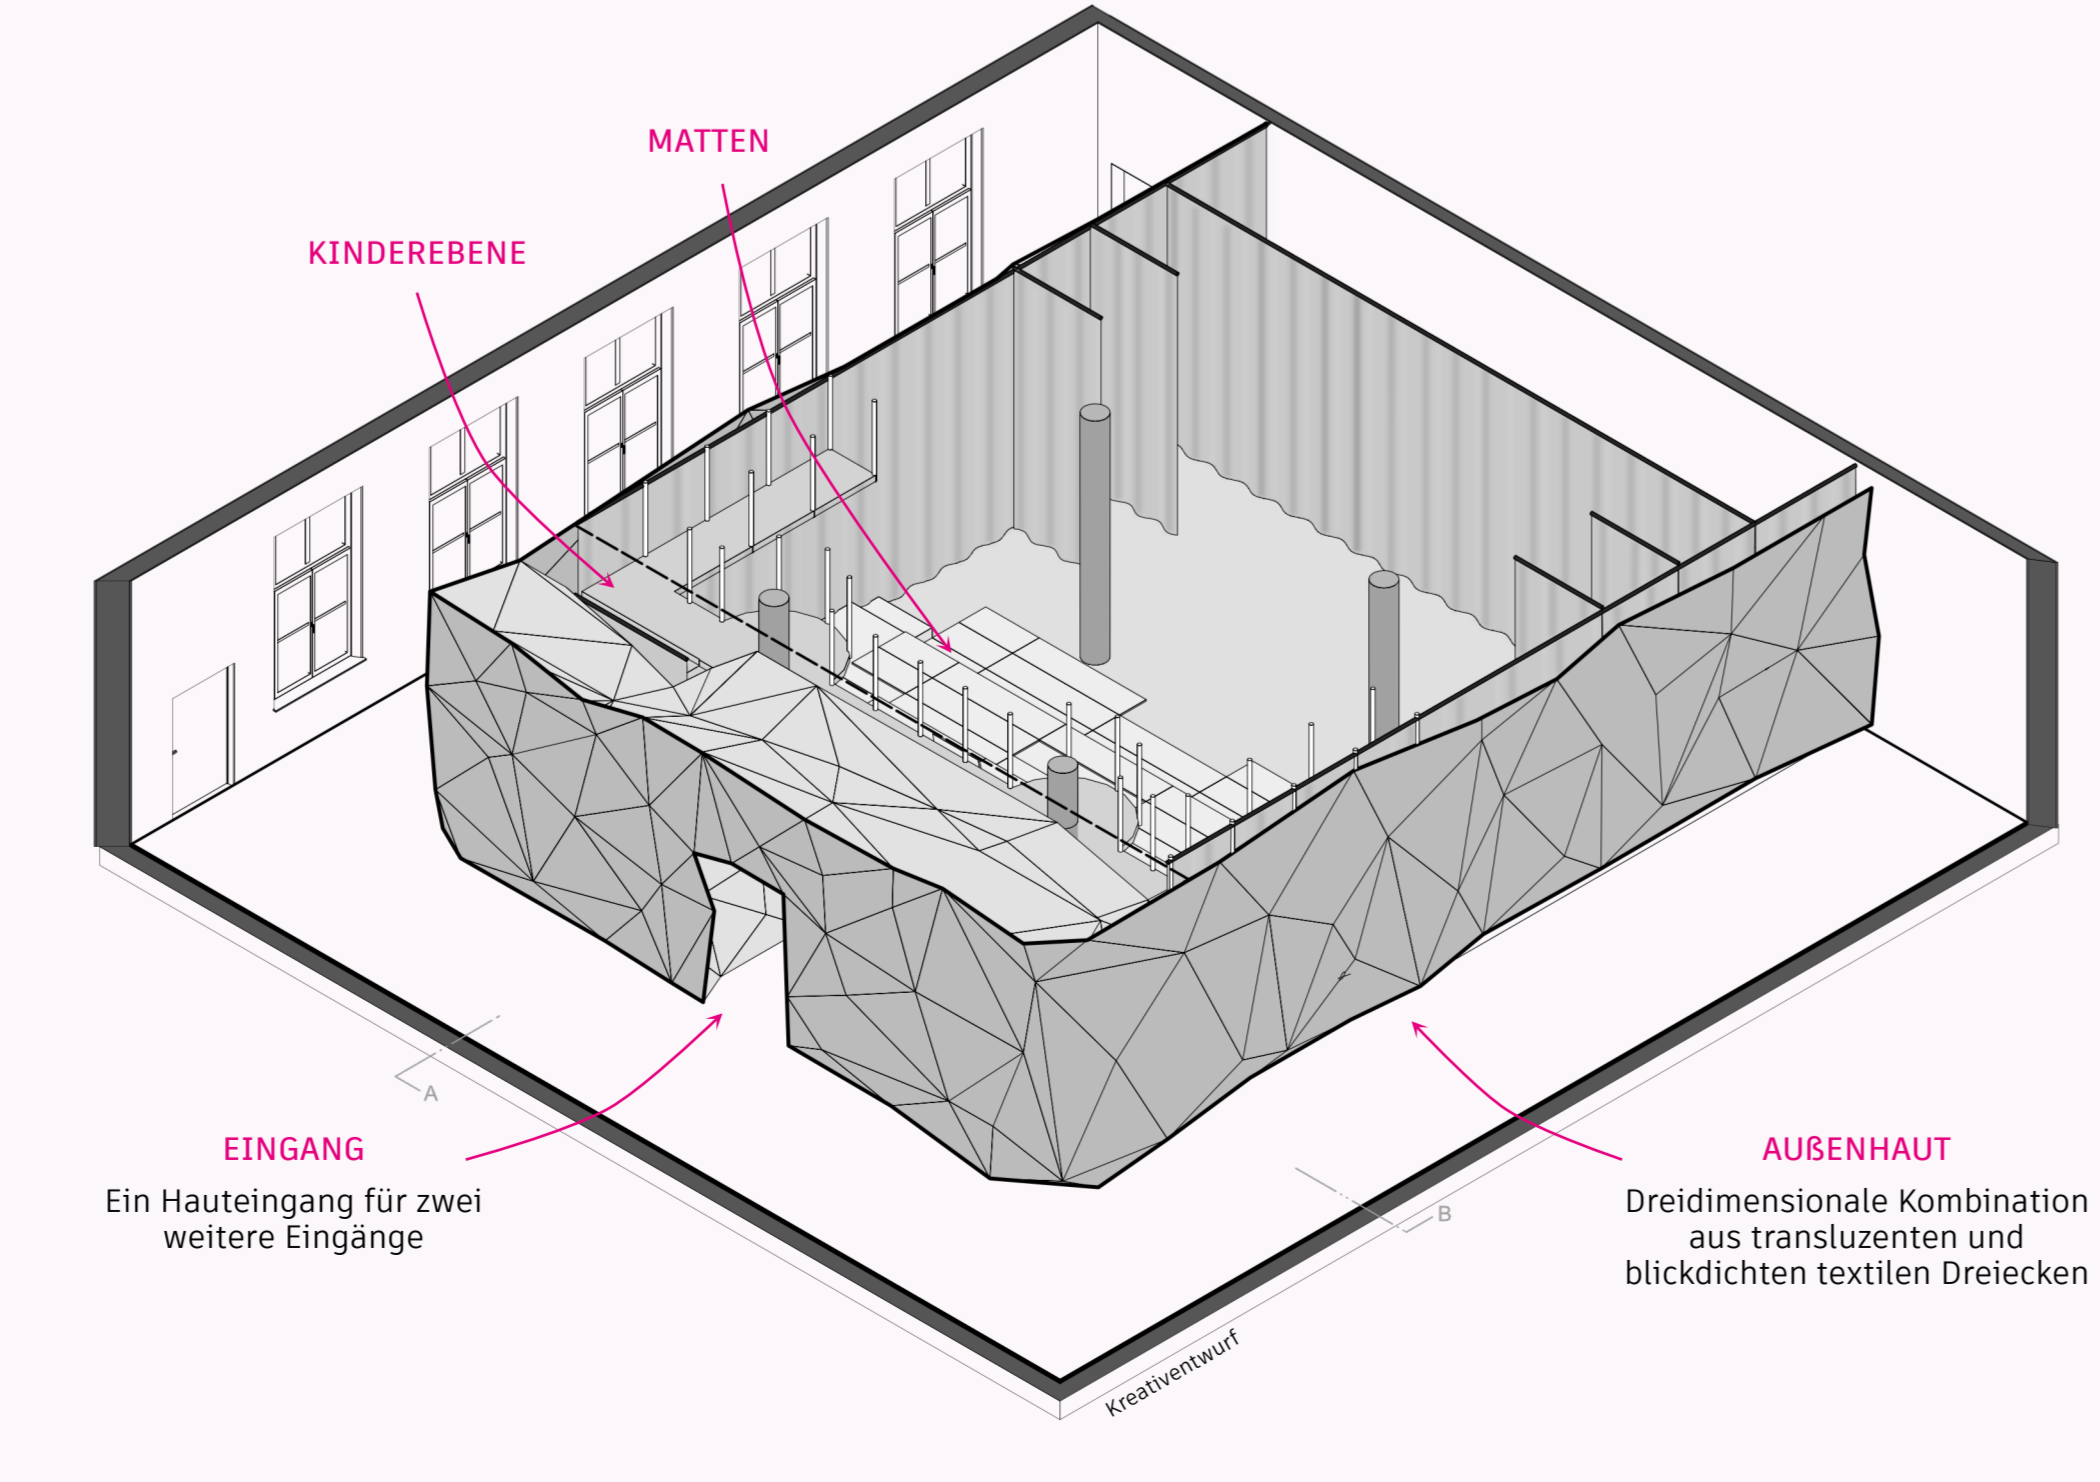 MATTEN
KINDEREBENE
A
EINGANG
Ein Hauteingang für zwei
weitere Eingänge
AUßENHAUT
Dreidimensionale Kombination
aus transluzenten und
blickdichten textilen Dreiecken
B
Kreativentwurf